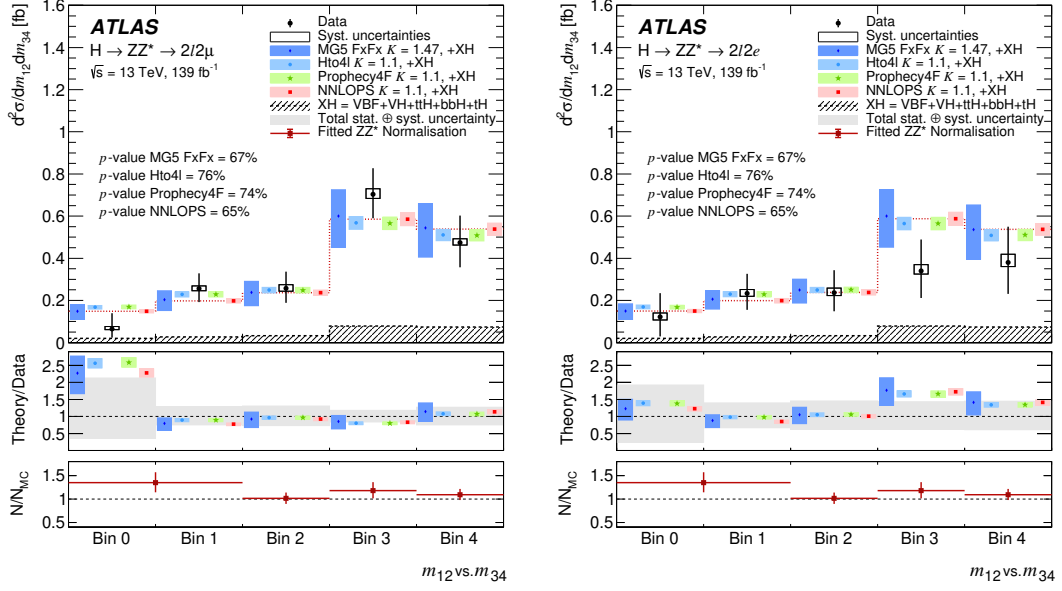 ATLAS
H → ZZ* → 2l2μ
√s = 13 TeV, 139 fb⁻¹
Data
Syst. uncertainties
MG5 FxFx K = 1.47, +XH
Hto4l K = 1.1, +XH
Prophecy4F K = 1.1, +XH
NNLOPS K = 1.1, +XH
XH = VBF+VH+ttH+bbH+tH
Total stat. ⊕ syst. uncertainty
Fitted ZZ* Normalisation
p-value MG5 FxFx = 67%
p-value Hto4l = 76%
p-value Prophecy4F = 74%
p-value NNLOPS = 65%
d²σ/dm₁₂dm₃₄ [fb]
1.6
1.4
1.2
1
0.8
0.6
0.4
0.2
0
Theory/Data
2.5
2
1.5
1
0.5
N/N_MC
1.5
1
0.5
Bin 0 Bin 1 Bin 2 Bin 3 Bin 4
m₁₂ vs. m₃₄
ATLAS
H → ZZ* → 2l2e
√s = 13 TeV, 139 fb⁻¹
Data
Syst. uncertainties
MG5 FxFx K = 1.47, +XH
Hto4l K = 1.1, +XH
Prophecy4F K = 1.1, +XH
NNLOPS K = 1.1, +XH
XH = VBF+VH+ttH+bbH+tH
Total stat. ⊕ syst. uncertainty
Fitted ZZ* Normalisation
p-value MG5 FxFx = 67%
p-value Hto4l = 76%
p-value Prophecy4F = 74%
p-value NNLOPS = 65%
d²σ/dm₁₂dm₃₄ [fb]
1.6
1.4
1.2
1
0.8
0.6
0.4
0.2
0
Theory/Data
2.5
2
1.5
1
0.5
N/N_MC
1.5
1
0.5
Bin 0 Bin 1 Bin 2 Bin 3 Bin 4
m₁₂ vs. m₃₄